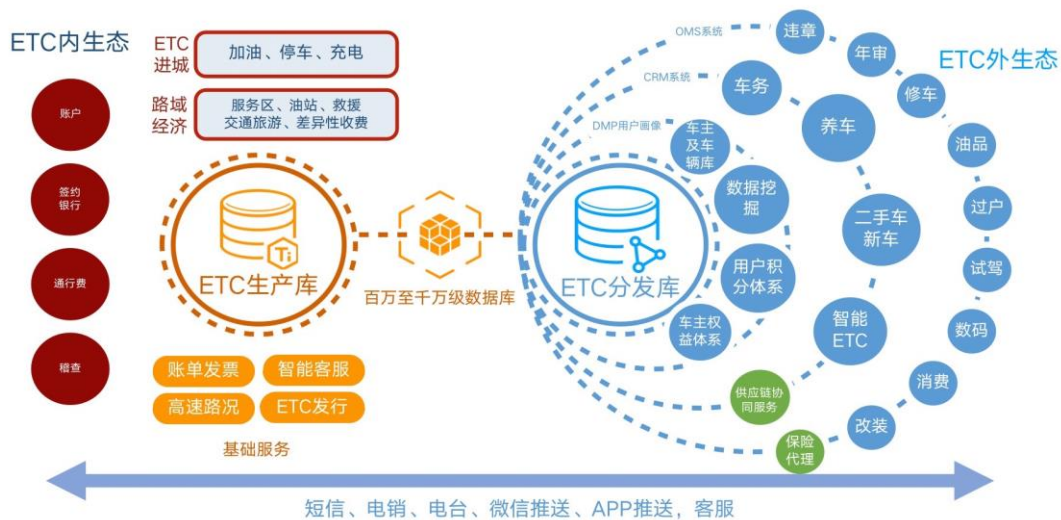 ETC内生态
ETC
进城
加油、停车、充电
路域
经济
服务区、油站、救援
交通旅游、差异性收费
账户
签约
银行
通行费
稽查
Ti
ETC生产库
百万至千万级数据库
账单发票
智能客服
高速路况
ETC发行
基础服务
ETC分发库
OMS系统
CRM系统
DMP用户画像
车主
及车
辆库
数据挖
掘
用户积
分体系
车主权
益体系
车务
养车
二手车
新车
智能
ETC
供应链协
同服务
违章
年审
修车
油品
过户
试驾
数码
消费
改装
保险
代理
ETC外生态
短信、电销、电台、微信推送、APP推送，客服